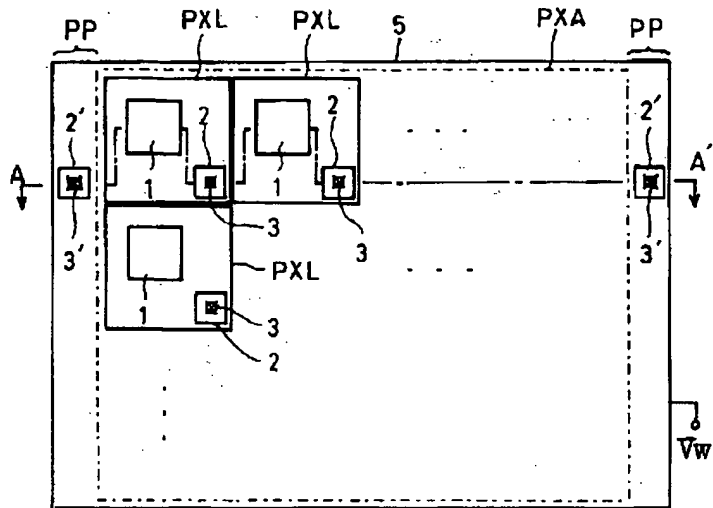 PXL PXL 5 PXA
PP PP
2' 2 2 2'
A A'
1 1
3' 3 3 3'
PXL
1 3
2
Vw